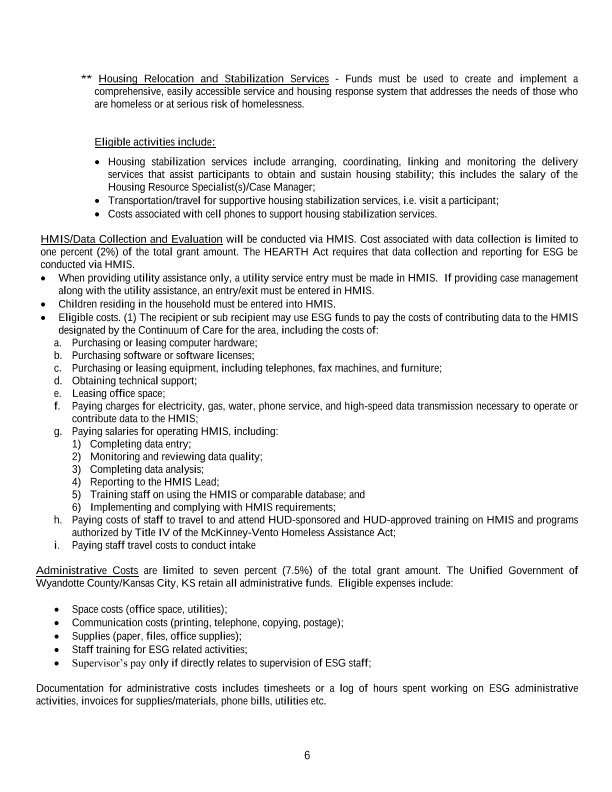 ** Housing Relocation and Stabilization Services - Funds must be used to create and implement a
comprehensive, easily accessible service and housing response system that addresses the needs of those who
are homeless or at serious risk of homelessness.
Eligible activities include:
• Housing stabilization services include arranging, coordinating, linking and monitoring the delivery
services that assist participants to obtain and sustain housing stability; this includes the salary of the
Housing Resource Specialist(s)/Case Manager;
• Transportation/travel for supportive housing stabilization services, i.e. visit a participant;
• Costs associated with cell phones to support housing stabilization services.
HMIS/Data Collection and Evaluation will be conducted via HMIS. Cost associated with data collection is limited to
one percent (2%) of the total grant amount. The HEARTH Act requires that data collection and reporting for ESG be
conducted via HMIS.
• When providing utility assistance only, a utility service entry must be made in HMIS. If providing case management
along with the utility assistance, an entry/exit must be entered in HMIS.
• Children residing in the household must be entered into HMIS.
• Eligible costs. (1) The recipient or sub recipient may use ESG funds to pay the costs of contributing data to the HMIS
designated by the Continuum of Care for the area, including the costs of:
a. Purchasing or leasing computer hardware;
b. Purchasing software or software licenses;
c. Purchasing or leasing equipment, including telephones, fax machines, and furniture;
d. Obtaining technical support;
e. Leasing office space;
f. Paying charges for electricity, gas, water, phone service, and high-speed data transmission necessary to operate or
contribute data to the HMIS;
g. Paying salaries for operating HMIS, including:
1) Completing data entry;
2) Monitoring and reviewing data quality;
3) Completing data analysis;
4) Reporting to the HMIS Lead;
5) Training staff on using the HMIS or comparable database; and
6) Implementing and complying with HMIS requirements;
h. Paying costs of staff to travel to and attend HUD-sponsored and HUD-approved training on HMIS and programs
authorized by Title IV of the McKinney-Vento Homeless Assistance Act;
i. Paying staff travel costs to conduct intake
Administrative Costs are limited to seven percent (7.5%) of the total grant amount. The Unified Government of
Wyandotte County/Kansas City, KS retain all administrative funds. Eligible expenses include:
• Space costs (office space, utilities);
• Communication costs (printing, telephone, copying, postage);
• Supplies (paper, files, office supplies);
• Staff training for ESG related activities;
• Supervisor's pay only if directly relates to supervision of ESG staff;
Documentation for administrative costs includes timesheets or a log of hours spent working on ESG administrative
activities, invoices for supplies/materials, phone bills, utilities etc.
6